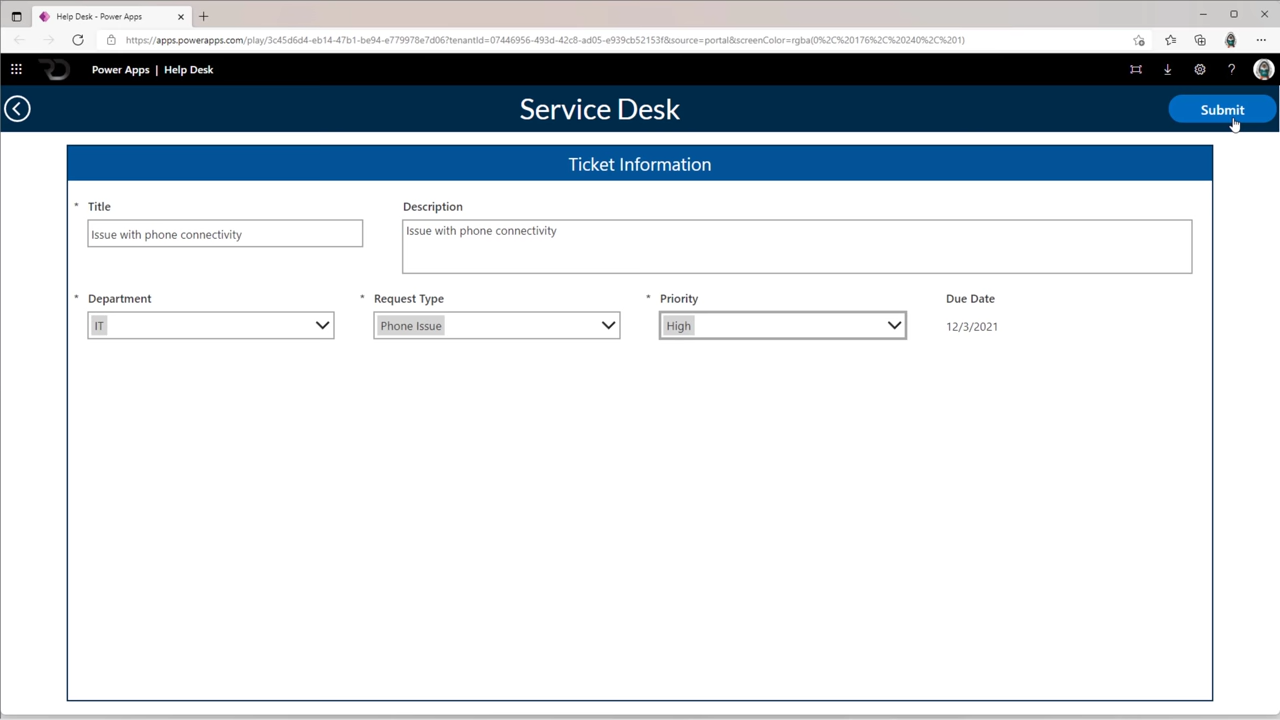 Help Desk - Power Apps
https://apps.powerapps.com/play/3c45d6d4-eb14-47b1-be94-e779978e7d06?tenantId=07446956-493d-42c8-ad05-e939cb52153f&source=portal&screenColor=rgba(0%2C%20176%2C%20240%2C%201)
Power Apps | Help Desk
Service Desk
Submit
Ticket Information
* Title
Description
Issue with phone connectivity
Issue with phone connectivity
* Department
* Request Type
* Priority
Due Date
IT
Phone Issue
High
12/3/2021